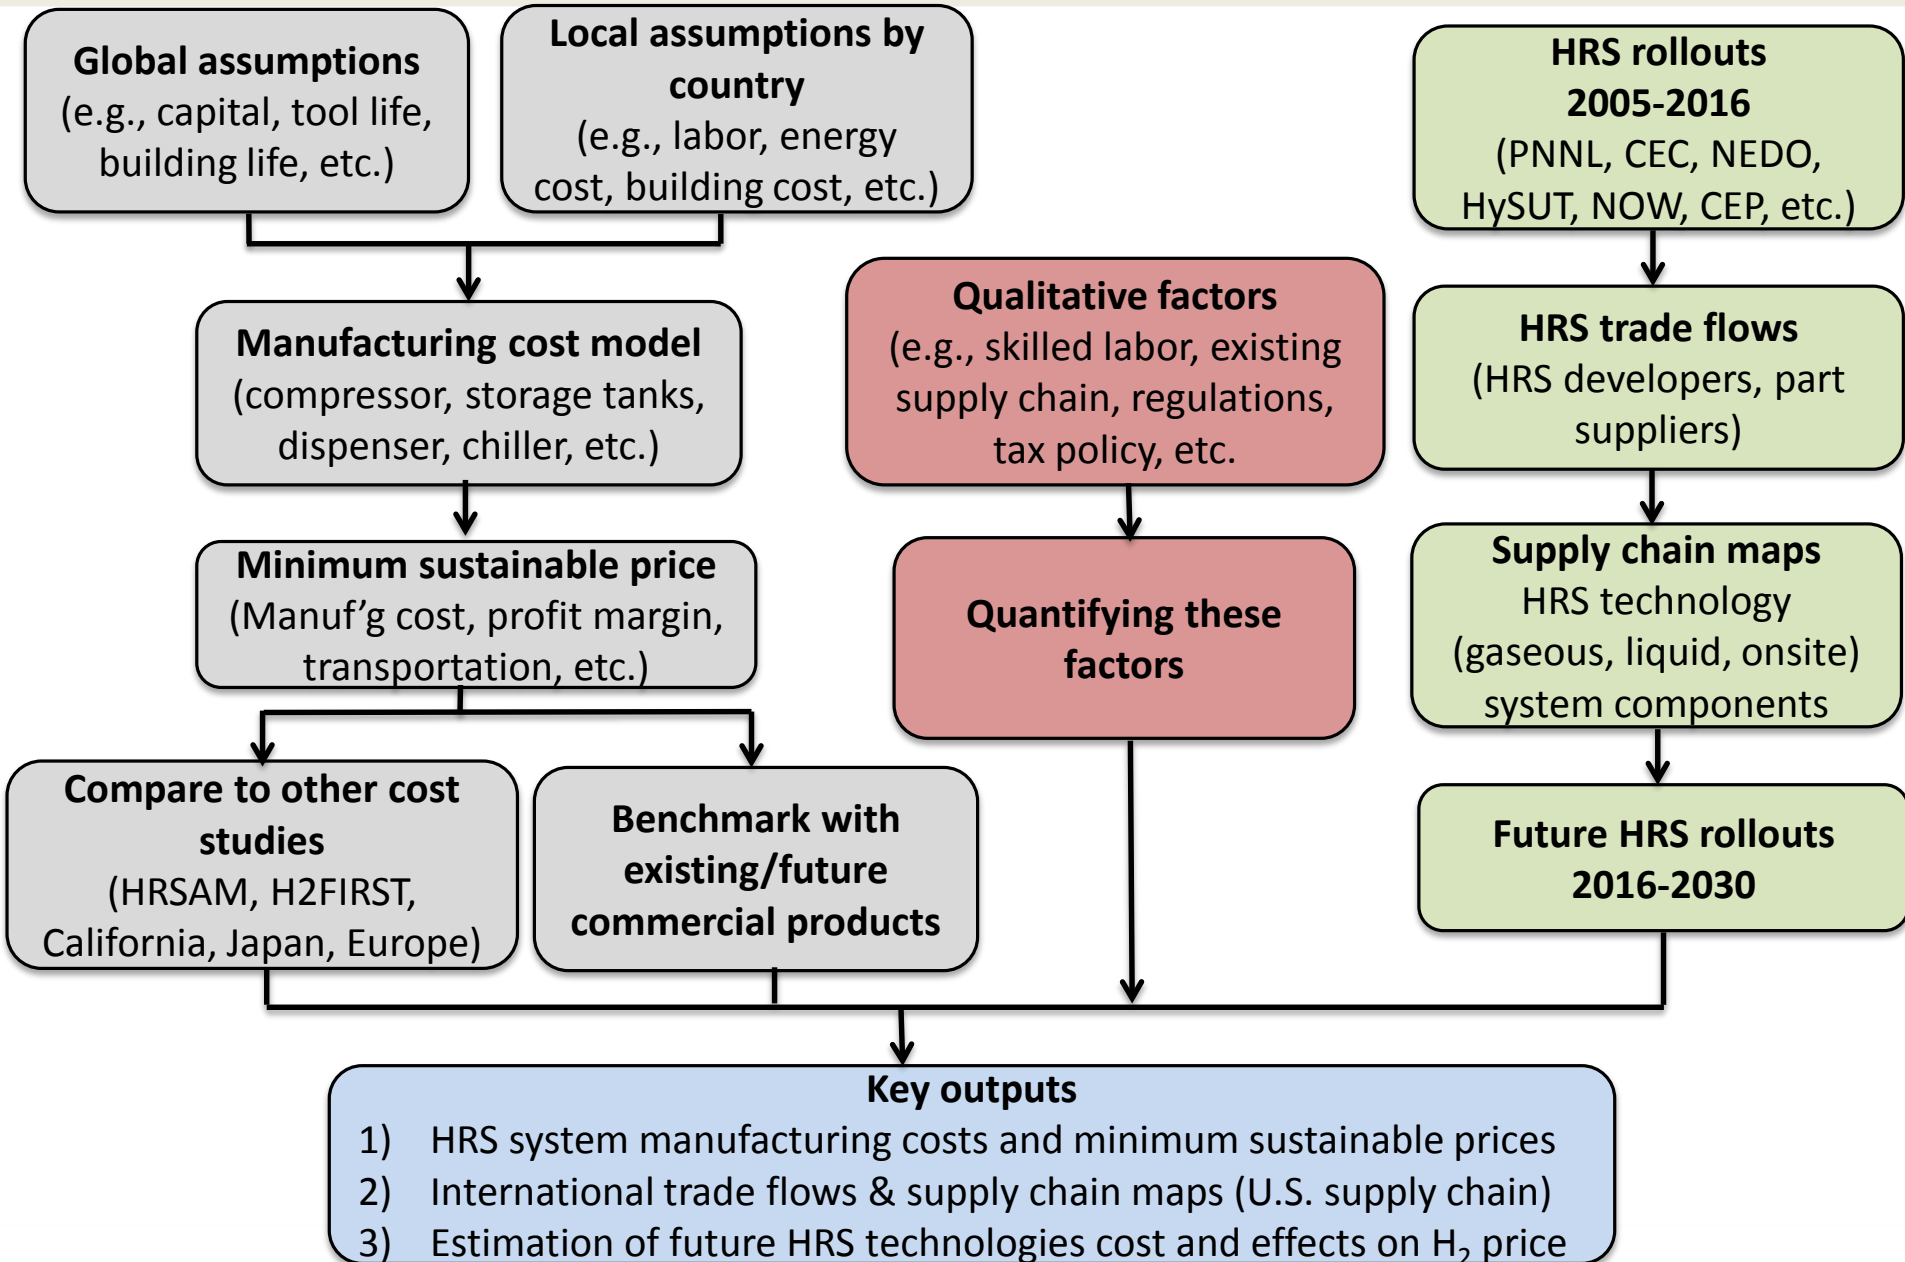 Global assumptions
(e.g., capital, tool life,
building life, etc.)
Local assumptions by
country
(e.g., labor, energy
cost, building cost, etc.)
HRS rollouts
2005-2016
(PNNL, CEC, NEDO,
HySUT, NOW, CEP, etc.)
Manufacturing cost model
(compressor, storage tanks,
dispenser, chiller, etc.)
Qualitative factors
(e.g., skilled labor, existing
supply chain, regulations,
tax policy, etc.
HRS trade flows
(HRS developers, part
suppliers)
Minimum sustainable price
(Manuf’g cost, profit margin,
transportation, etc.)
Quantifying these
factors
Supply chain maps
HRS technology
(gaseous, liquid, onsite)
system components
Compare to other cost
studies
(HRSAM, H2FIRST,
California, Japan, Europe)
Benchmark with
existing/future
commercial products
Future HRS rollouts
2016-2030
Key outputs
1) HRS system manufacturing costs and minimum sustainable prices
2) International trade flows & supply chain maps (U.S. supply chain)
3) Estimation of future HRS technologies cost and effects on H₂ price